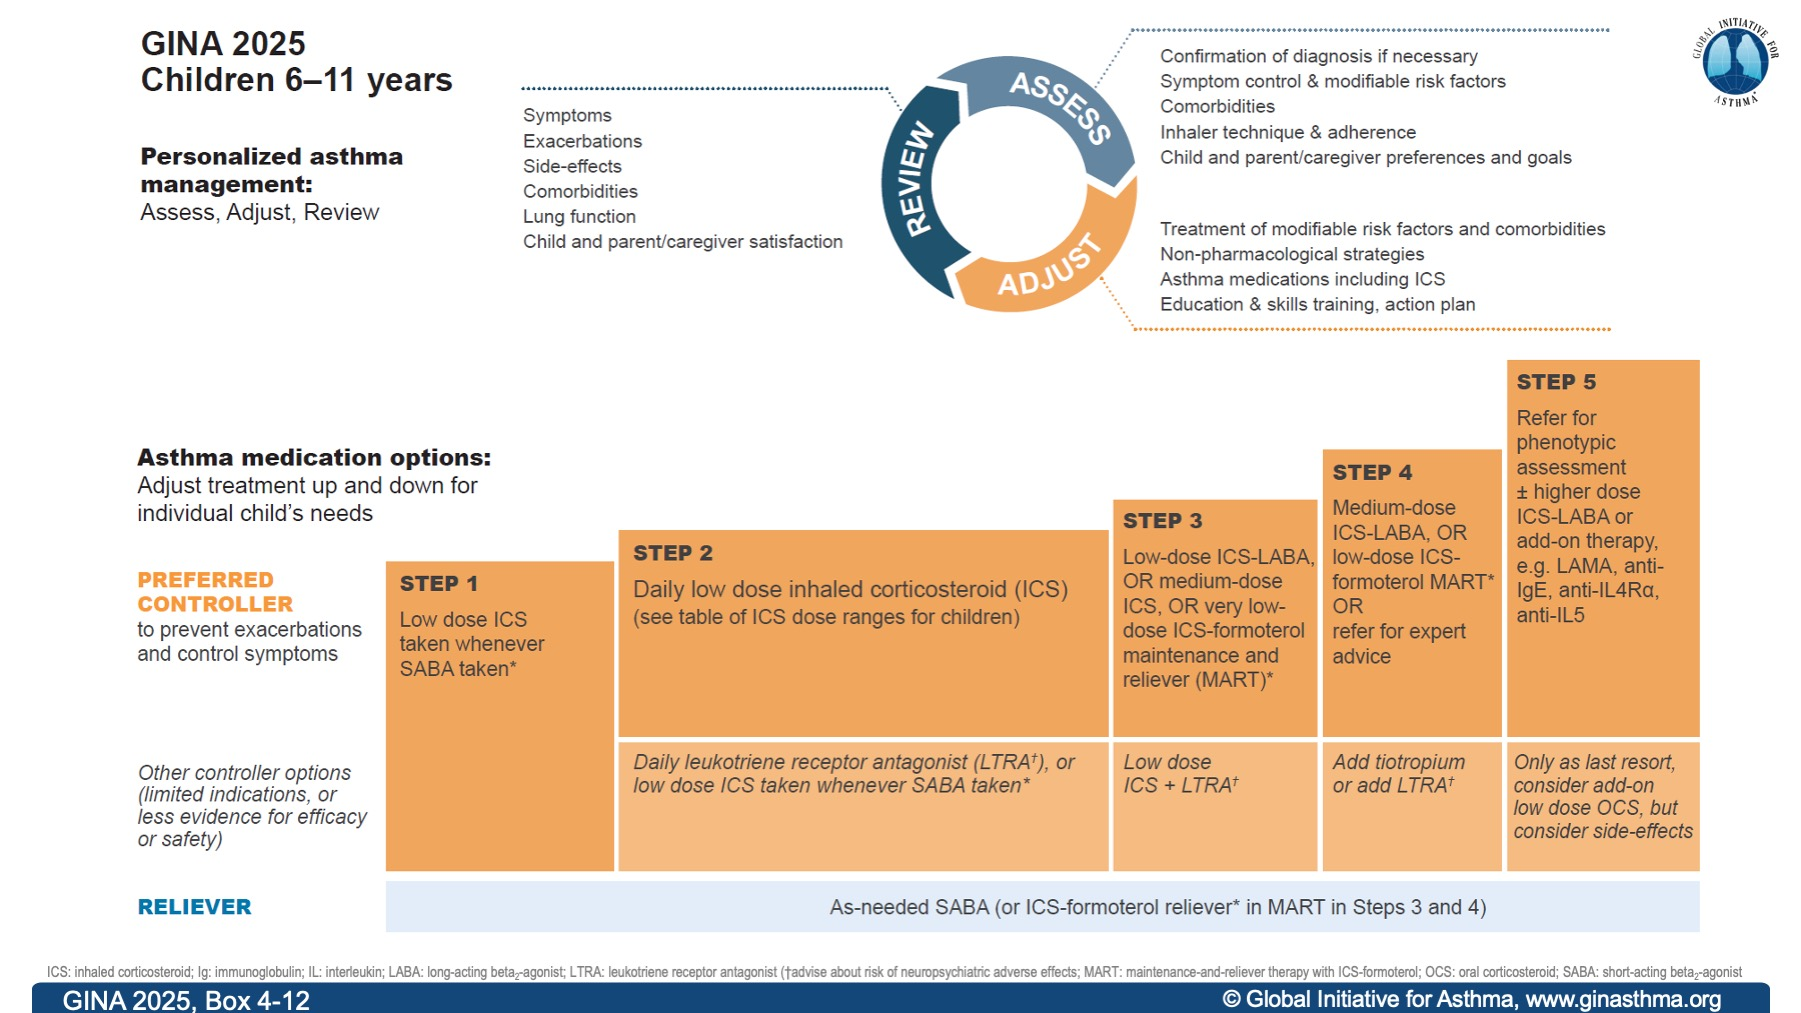 GINA 2025
Children 6–11 years
Personalized asthma
management:
Assess, Adjust, Review
Symptoms
Exacerbations
Side-effects
Comorbidities
Lung function
Child and parent/caregiver satisfaction
REVIEW
ASSESS
ADJUST
Confirmation of diagnosis if necessary
Symptom control & modifiable risk factors
Comorbidities
Inhaler technique & adherence
Child and parent/caregiver preferences and goals
Treatment of modifiable risk factors and comorbidities
Non-pharmacological strategies
Asthma medications including ICS
Education & skills training, action plan
GLOBAL INITIATIVE FOR
ASTHMA
Asthma medication options:
Adjust treatment up and down for
individual child's needs
PREFERRED
CONTROLLER
to prevent exacerbations
and control symptoms
STEP 1
Low dose ICS
taken whenever
SABA taken*
STEP 2
Daily low dose inhaled corticosteroid (ICS)
(see table of ICS dose ranges for children)
STEP 3
Low-dose ICS-LABA,
OR medium-dose
ICS, OR very low-
dose ICS-formoterol
maintenance and
reliever (MART)*
STEP 4
Medium-dose
ICS-LABA, OR
low-dose ICS-
formoterol MART*
OR
refer for expert
advice
STEP 5
Refer for
phenotypic
assessment
± higher dose
ICS-LABA or
add-on therapy,
e.g. LAMA, anti-
IgE, anti-IL4Rα,
anti-IL5
Other controller options
(limited indications, or
less evidence for efficacy
or safety)
Daily leukotriene receptor antagonist (LTRA†), or
low dose ICS taken whenever SABA taken*
Low dose
ICS + LTRA†
Add tiotropium
or add LTRA†
Only as last resort,
consider add-on
low dose OCS, but
consider side-effects
RELIEVER
As-needed SABA (or ICS-formoterol reliever* in MART in Steps 3 and 4)
ICS: inhaled corticosteroid; Ig: immunoglobulin; IL: interleukin; LABA: long-acting beta2-agonist; LTRA: leukotriene receptor antagonist (†advise about risk of neuropsychiatric adverse effects; MART: maintenance-and-reliever therapy with ICS-formoterol; OCS: oral corticosteroid; SABA: short-acting beta2-agonist
GINA 2025, Box 4-12
© Global Initiative for Asthma, www.ginasthma.org